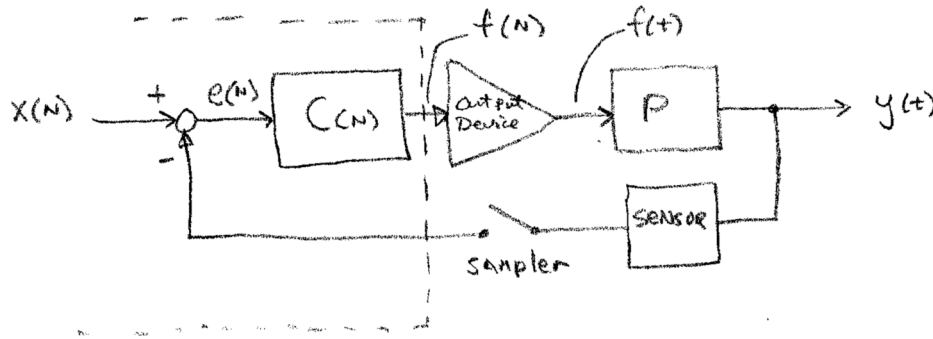 f(N)
f(t)
X(N)
+
e(N)
C(N)
Output
Device
P
y(t)
-
SENSOR
sampler